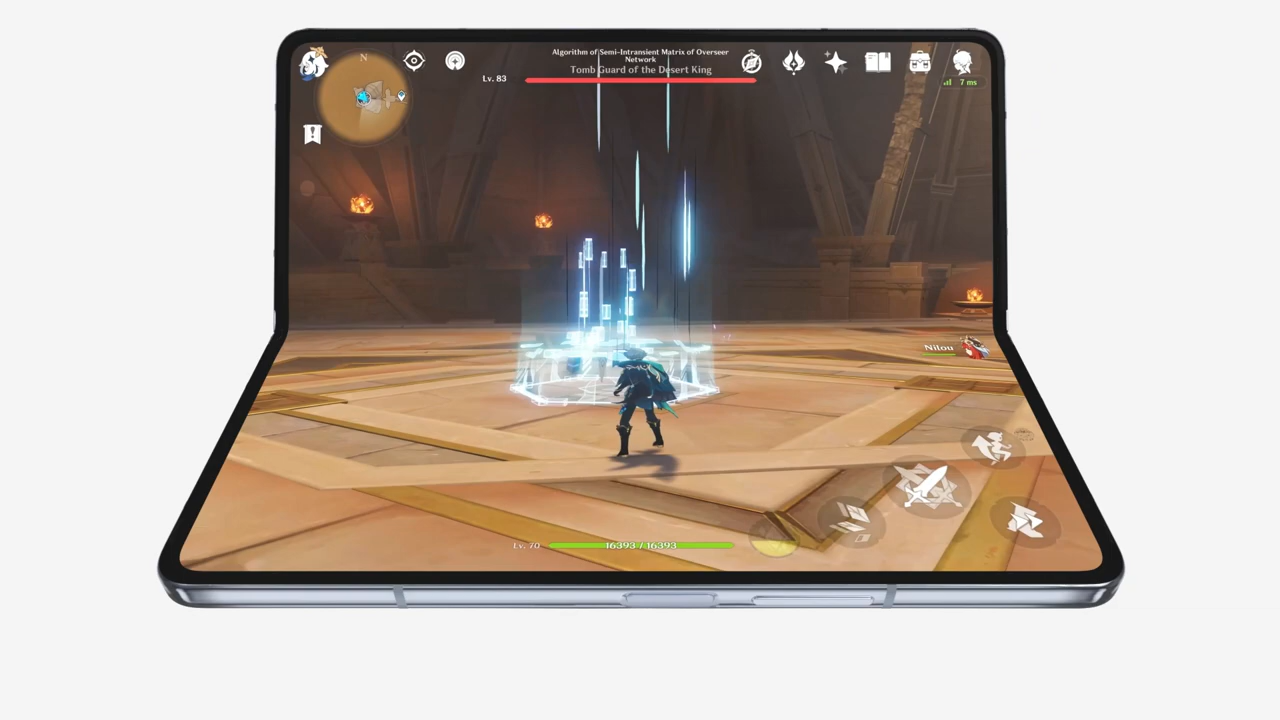 N
Algorithm of Semi-Intransient Matrix of Overseer
Network
Tomb Guard of the Desert King
Lv. 83
7 ms
Nilou
Lv. 70
16393 / 16393